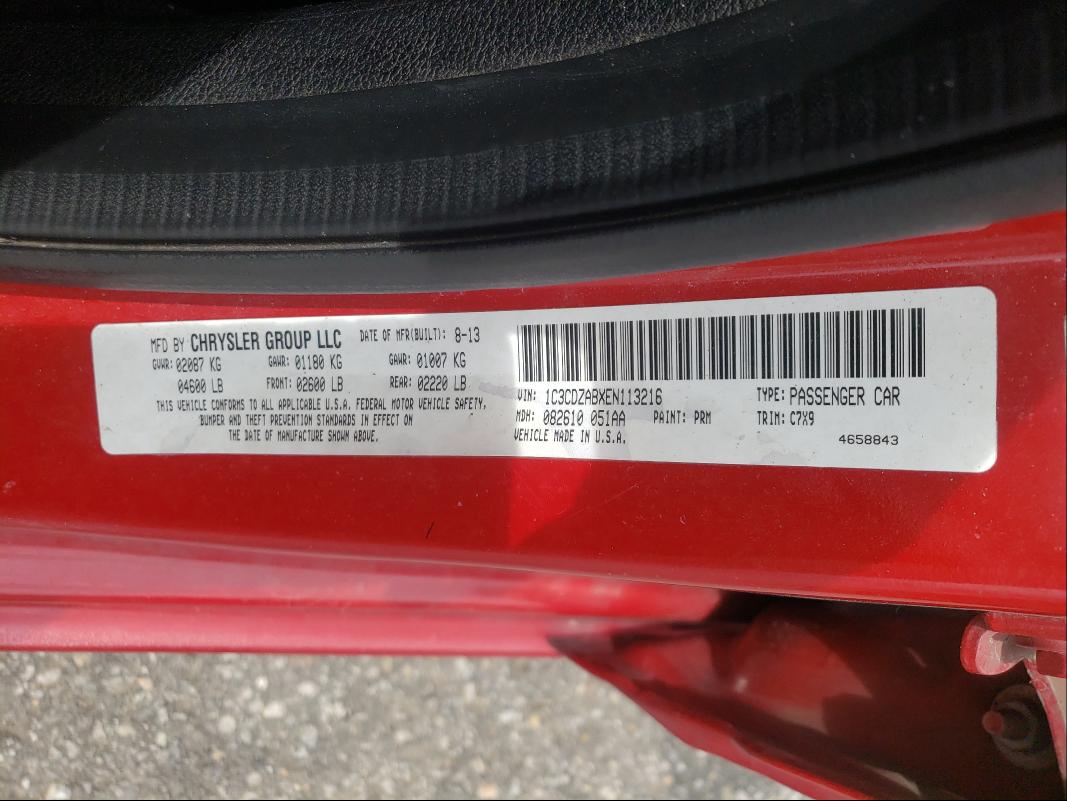 MFD BY CHRYSLER GROUP LLC DATE OF MFR(BUILT): 8-13
GVWR: 02087 KG GAWR: 01180 KG GAWR: 01007 KG
04600 LB FRONT: 02600 LB REAR: 02220 LB
THIS VEHICLE CONFORMS TO ALL APPLICABLE U.S.A. FEDERAL MOTOR VEHICLE SAFETY,
BUMPER AND THEFT PREVENTION STANDARDS IN EFFECT ON
THE DATE OF MANUFACTURE SHOWN ABOVE.
VIN: 1C3CDZABXEN113216 TYPE: PASSENGER CAR
MDH: 082610 051AA PAINT: PRM TRIM: C7X9
VEHICLE MADE IN U.S.A. 4658843